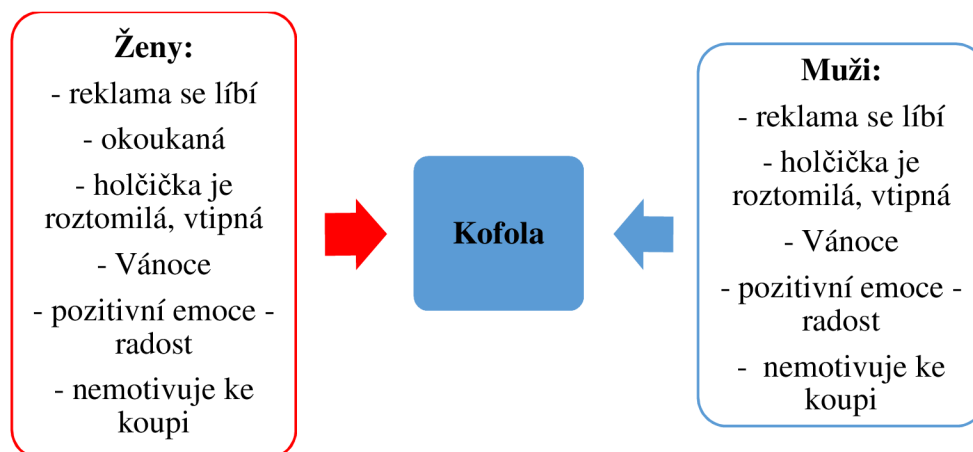 Ženy:
- reklama se líbí
- okoukaná
- holčička je
roztomilá, vtipná
- Vánoce
- pozitivní emoce -
radost
- nemotivuje ke
koupi
Kofola
Muži:
- reklama se líbí
- holčička je
roztomilá, vtipná
- Vánoce
- pozitivní emoce -
radost
- nemotivuje ke
koupi